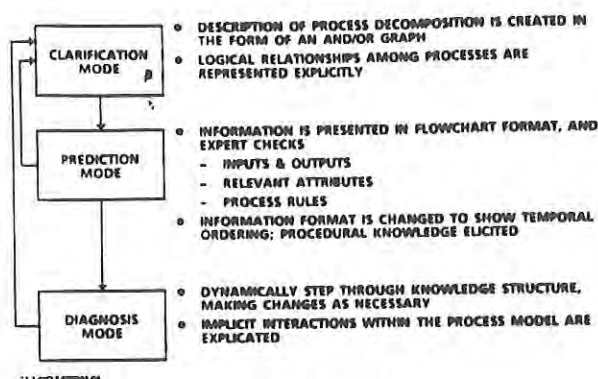 CLARIFICATION
MODE
• DESCRIPTION OF PROCESS DECOMPOSITION IS CREATED IN
THE FORM OF AN AND/OR GRAPH
• LOGICAL RELATIONSHIPS AMONG PROCESSES ARE
REPRESENTED EXPLICITLY
PREDICTION
MODE
• INFORMATION IS PRESENTED IN FLOWCHART FORMAT, AND
EXPERT CHECKS
- INPUTS & OUTPUTS
- RELEVANT ATTRIBUTES
- PROCESS RULES
• INFORMATION FORMAT IS CHANGED TO SHOW TEMPORAL
ORDERING; PROCEDURAL KNOWLEDGE ELICITED
DIAGNOSIS
MODE
• DYNAMICALLY STEP THROUGH KNOWLEDGE STRUCTURE,
MAKING CHANGES AS NECESSARY
• IMPLICIT INTERACTIONS WITHIN THE PROCESS MODEL ARE
EXPLICATED